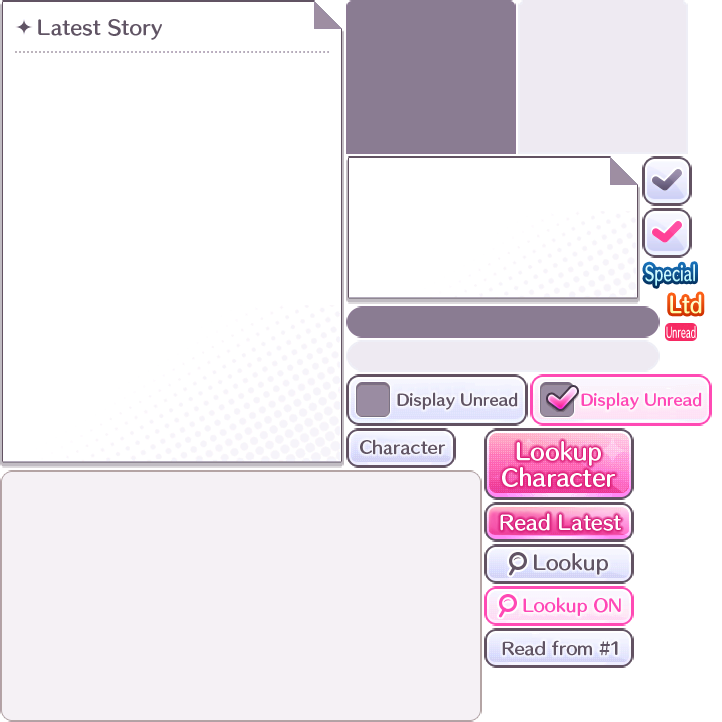 Latest Story
Special
Ltd
Unread
Display Unread
Display Unread
Character
Lookup
Character
Read Latest
Lookup
Lookup ON
Read from #1